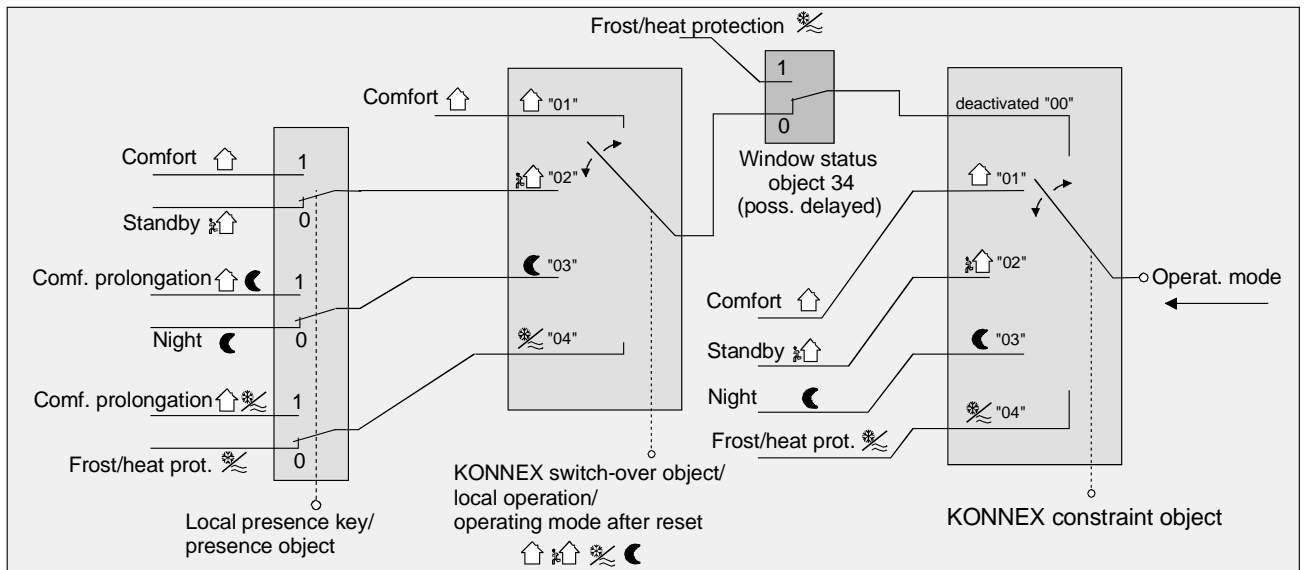 Frost/heat protection
1
0
Window status
object 34
(poss. delayed)
Comfort
"01"
"02"
"03"
"04"
Comfort
1
Standby
0
Comf. prolongation
1
Night
0
Comf. prolongation
1
Frost/heat prot.
0
Local presence key/
presence object
KONNEX switch-over object/
local operation/
operating mode after reset
deactivated "00"
"01"
"02"
"03"
"04"
Comfort
Standby
Night
Frost/heat prot.
Operat. mode
KONNEX constraint object